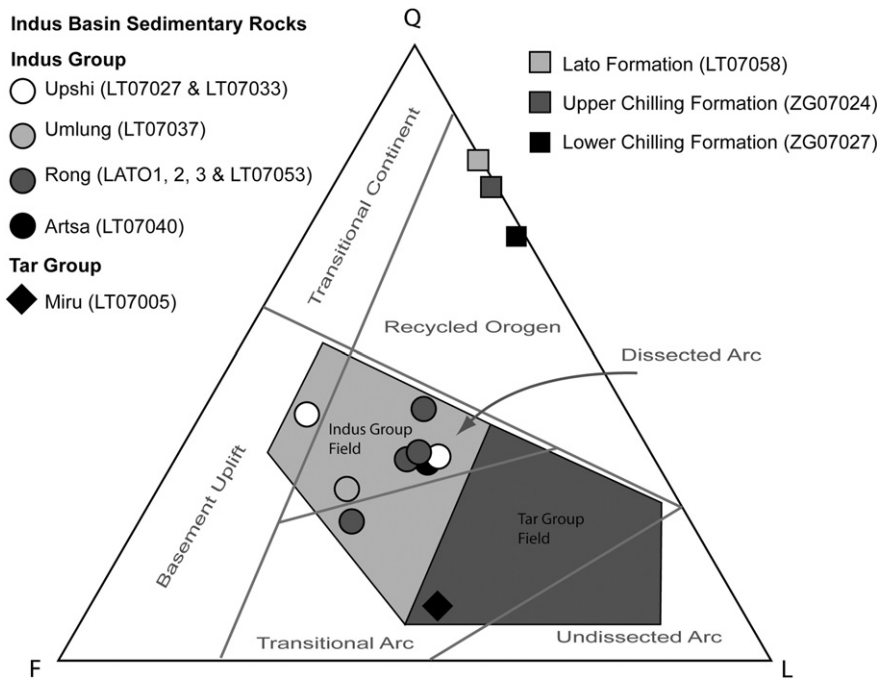 Q
Indus Basin Sedimentary Rocks
Indus Group
Upshi (LT07027 & LT07033)
Umlung (LT07037)
Rong (LATO1, 2, 3 & LT07053)
Artsa (LT07040)
Tar Group
Miru (LT07005)
Lato Formation (LT07058)
Upper Chilling Formation (ZG07024)
Lower Chilling Formation (ZG07027)
Transitional Continent
Recycled Orogen
Dissected Arc
Indus Group
Field
Basement Uplift
Tar Group
Field
Transitional Arc
Undissected Arc
F
L